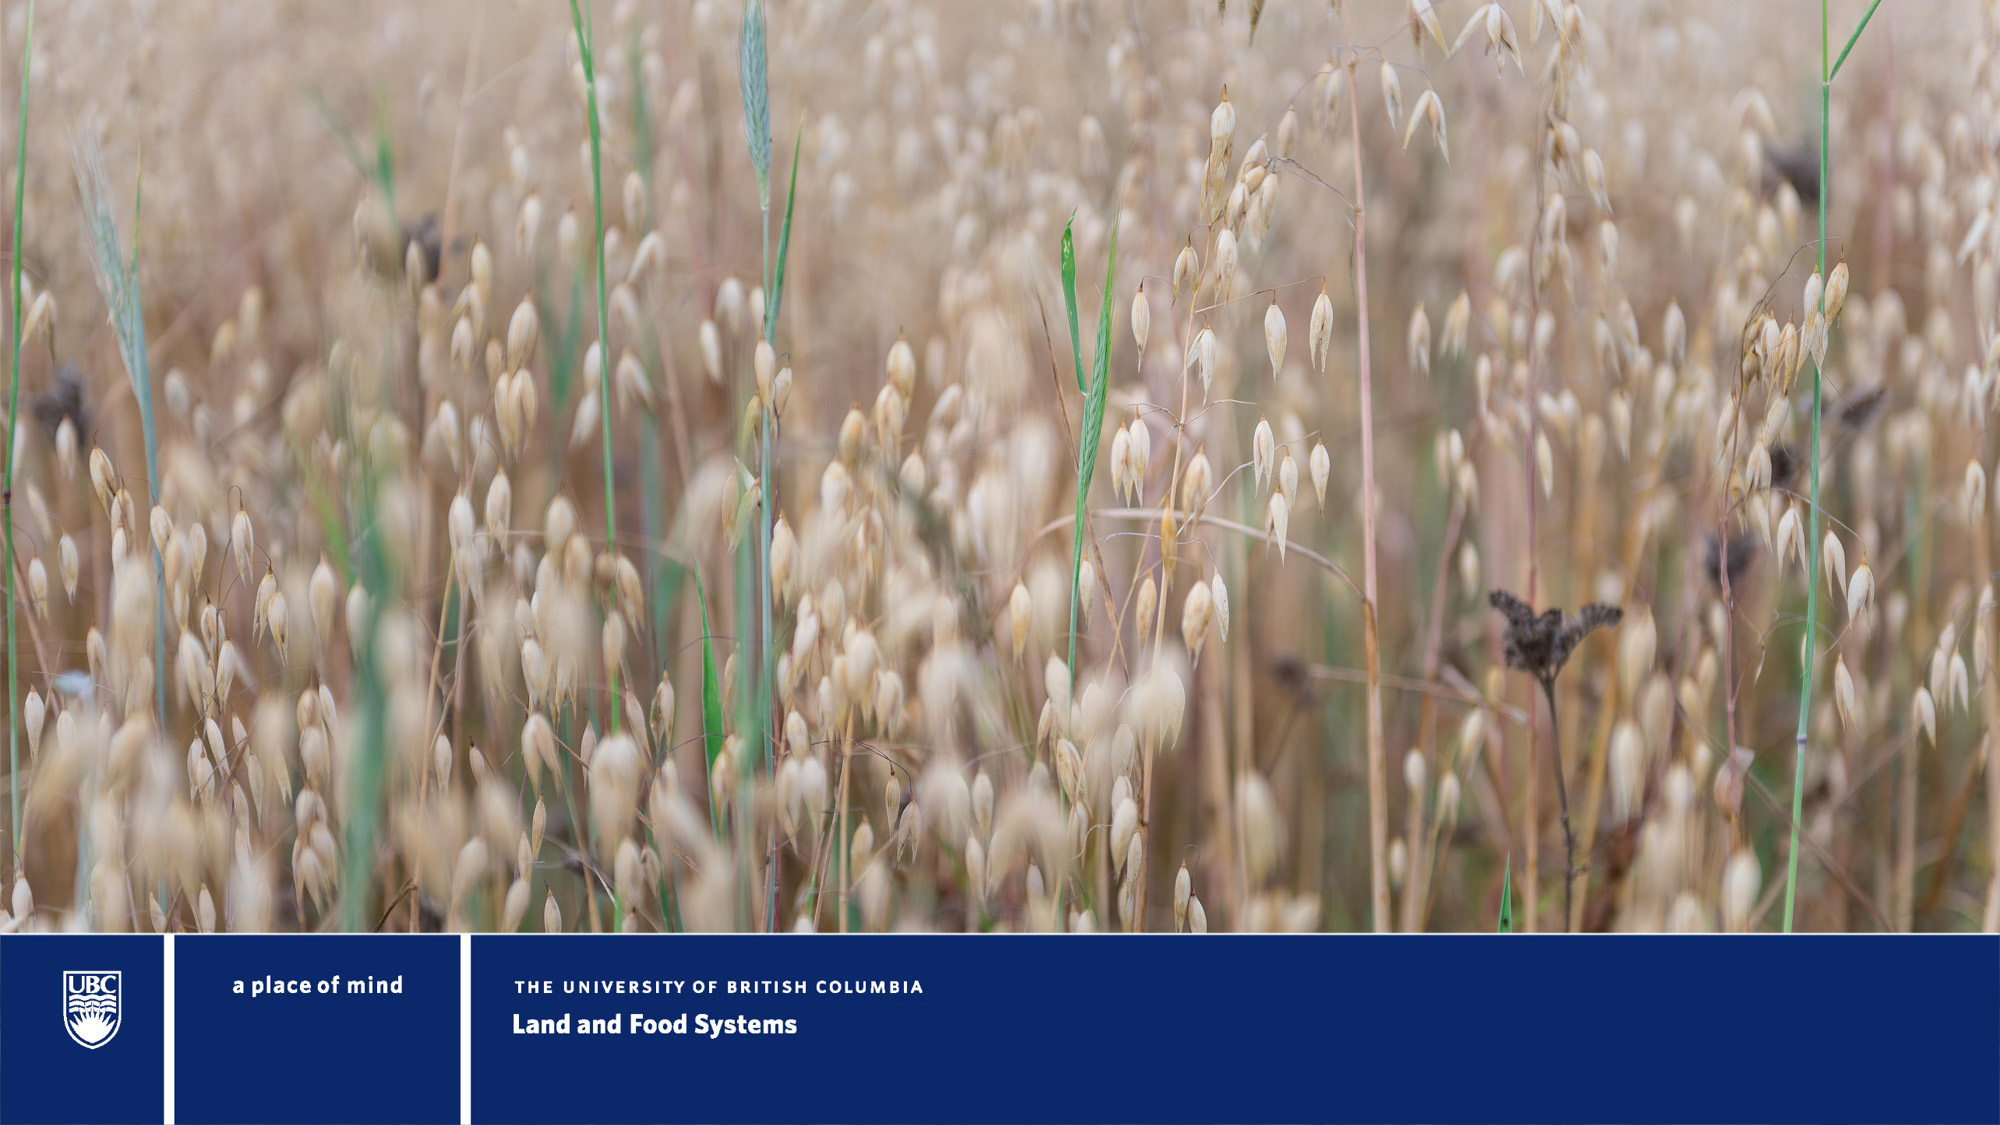 UBC
a place of mind
THE UNIVERSITY OF BRITISH COLUMBIA
Land and Food Systems